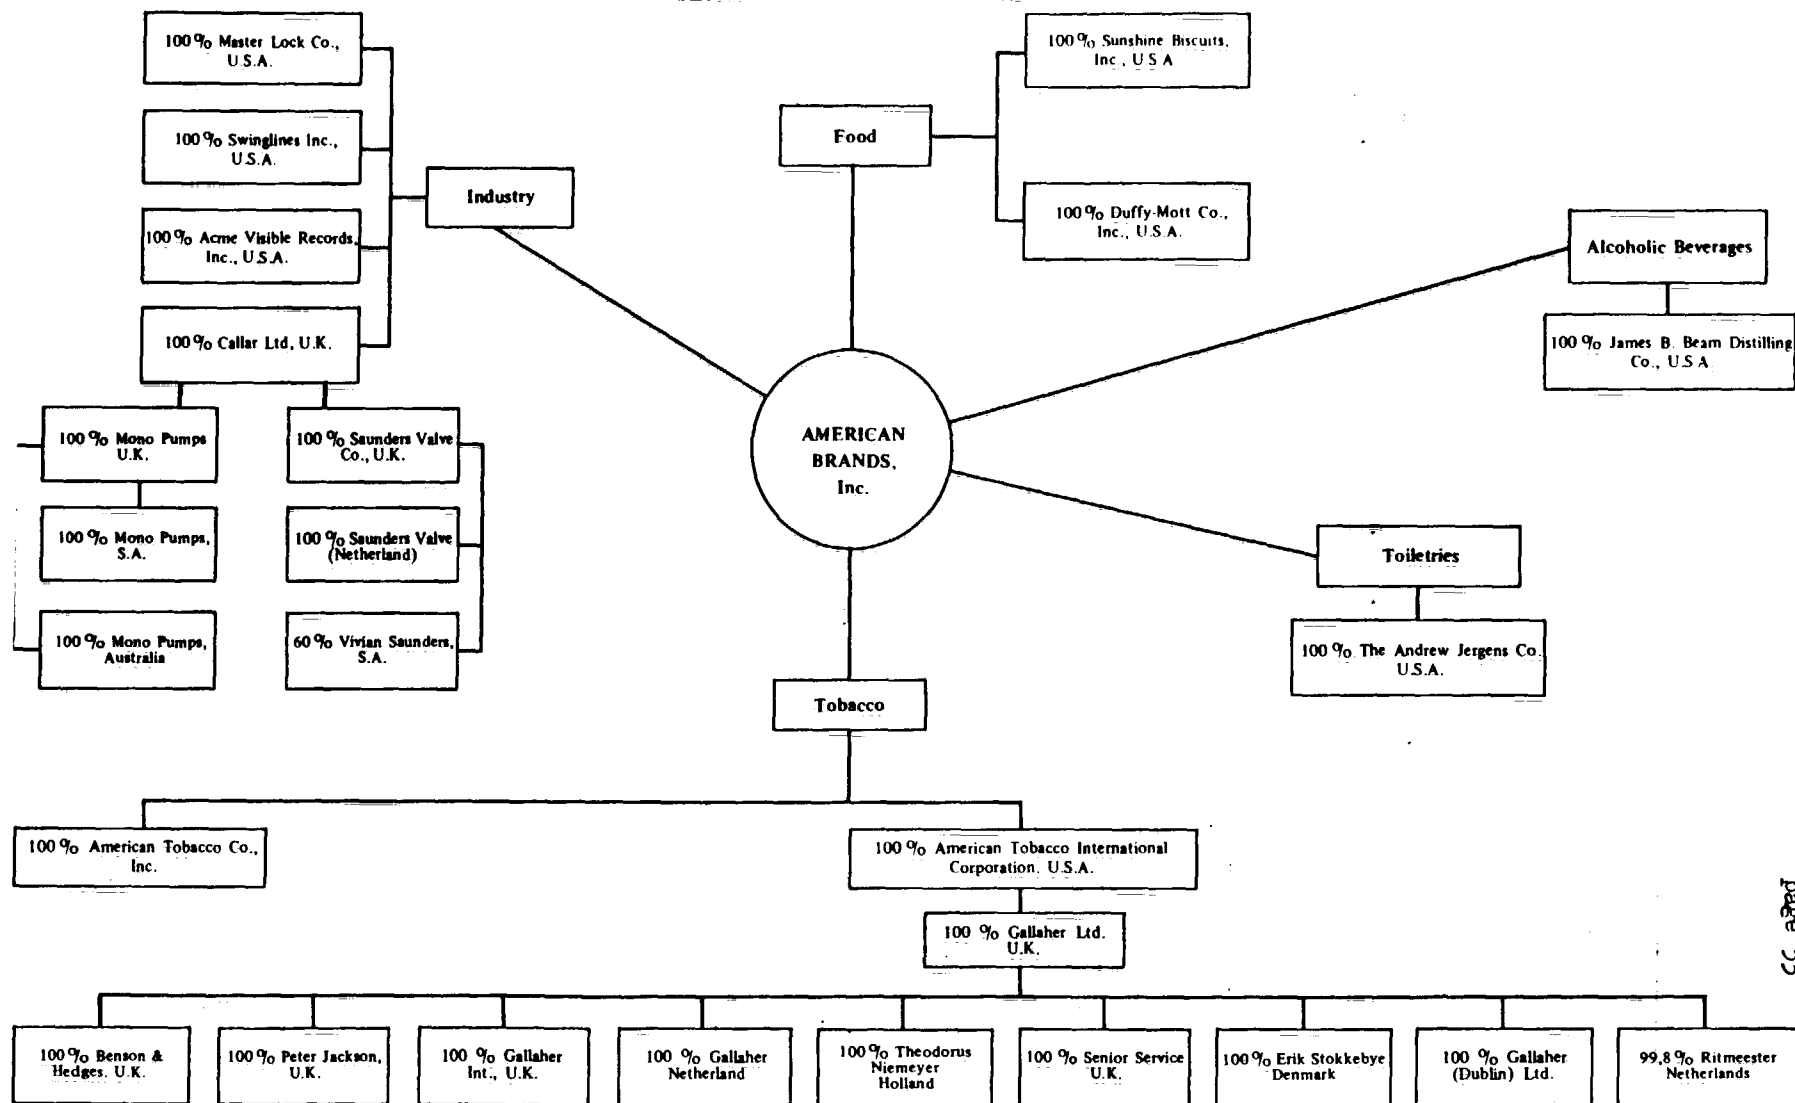 100% Master Lock Co.,
U.S.A.
100% Swinglines Inc.,
U.S.A.
100% Acme Visible Records,
Inc., U.S.A.
100% Callar Ltd, U.K.
100% Mono Pumps
U.K.
100% Mono Pumps,
S.A.
100% Mono Pumps,
Australia
100% Saunders Valve
Co., U.K.
100% Saunders Valve
(Netherland)
60% Vivian Saunders,
S.A.
Industry
Food
100% Sunshine Biscuits,
Inc., U.S.A
100% Duffy-Mott Co.,
Inc., U.S.A.
Alcoholic Beverages
100% James B. Beam Distilling
Co., U.S.A
AMERICAN
BRANDS,
Inc.
Toiletries
100% The Andrew Jergens Co.
U.S.A.
Tobacco
100% American Tobacco Co.,
Inc.
100% American Tobacco International
Corporation, U.S.A.
100 % Gallaher Ltd.
U.K.
100% Benson &
Hedges, U.K.
100% Peter Jackson,
U.K.
100 % Gallaher
Int., U.K.
100 % Gallaher
Netherland
100% Theodorus
Niemeyer
Holland
100% Senior Service
U.K.
100% Erik Stokkebye
Denmark
100 % Gallaher
(Dublin) Ltd.
99,8% Ritmeester
Netherlands